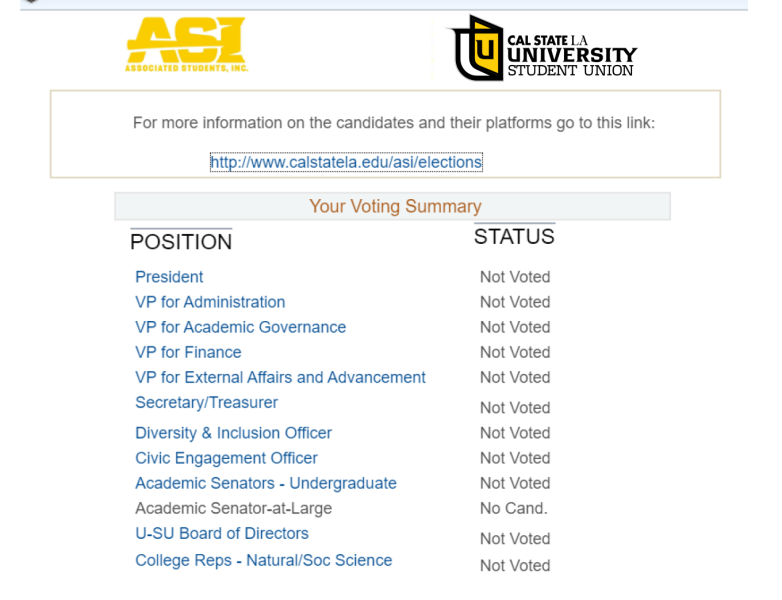 ASI
ASSOCIATED STUDENTS, INC.
U
CAL STATE LA
UNIVERSITY
STUDENT UNION
For more information on the candidates and their platforms go to this link:
http://www.calstatela.edu/asi/elections
Your Voting Summary
POSITION STATUS
President Not Voted
VP for Administration Not Voted
VP for Academic Governance Not Voted
VP for Finance Not Voted
VP for External Affairs and Advancement Not Voted
Secretary/Treasurer Not Voted
Diversity & Inclusion Officer Not Voted
Civic Engagement Officer Not Voted
Academic Senators - Undergraduate Not Voted
Academic Senator-at-Large No Cand.
U-SU Board of Directors Not Voted
College Reps - Natural/Soc Science Not Voted